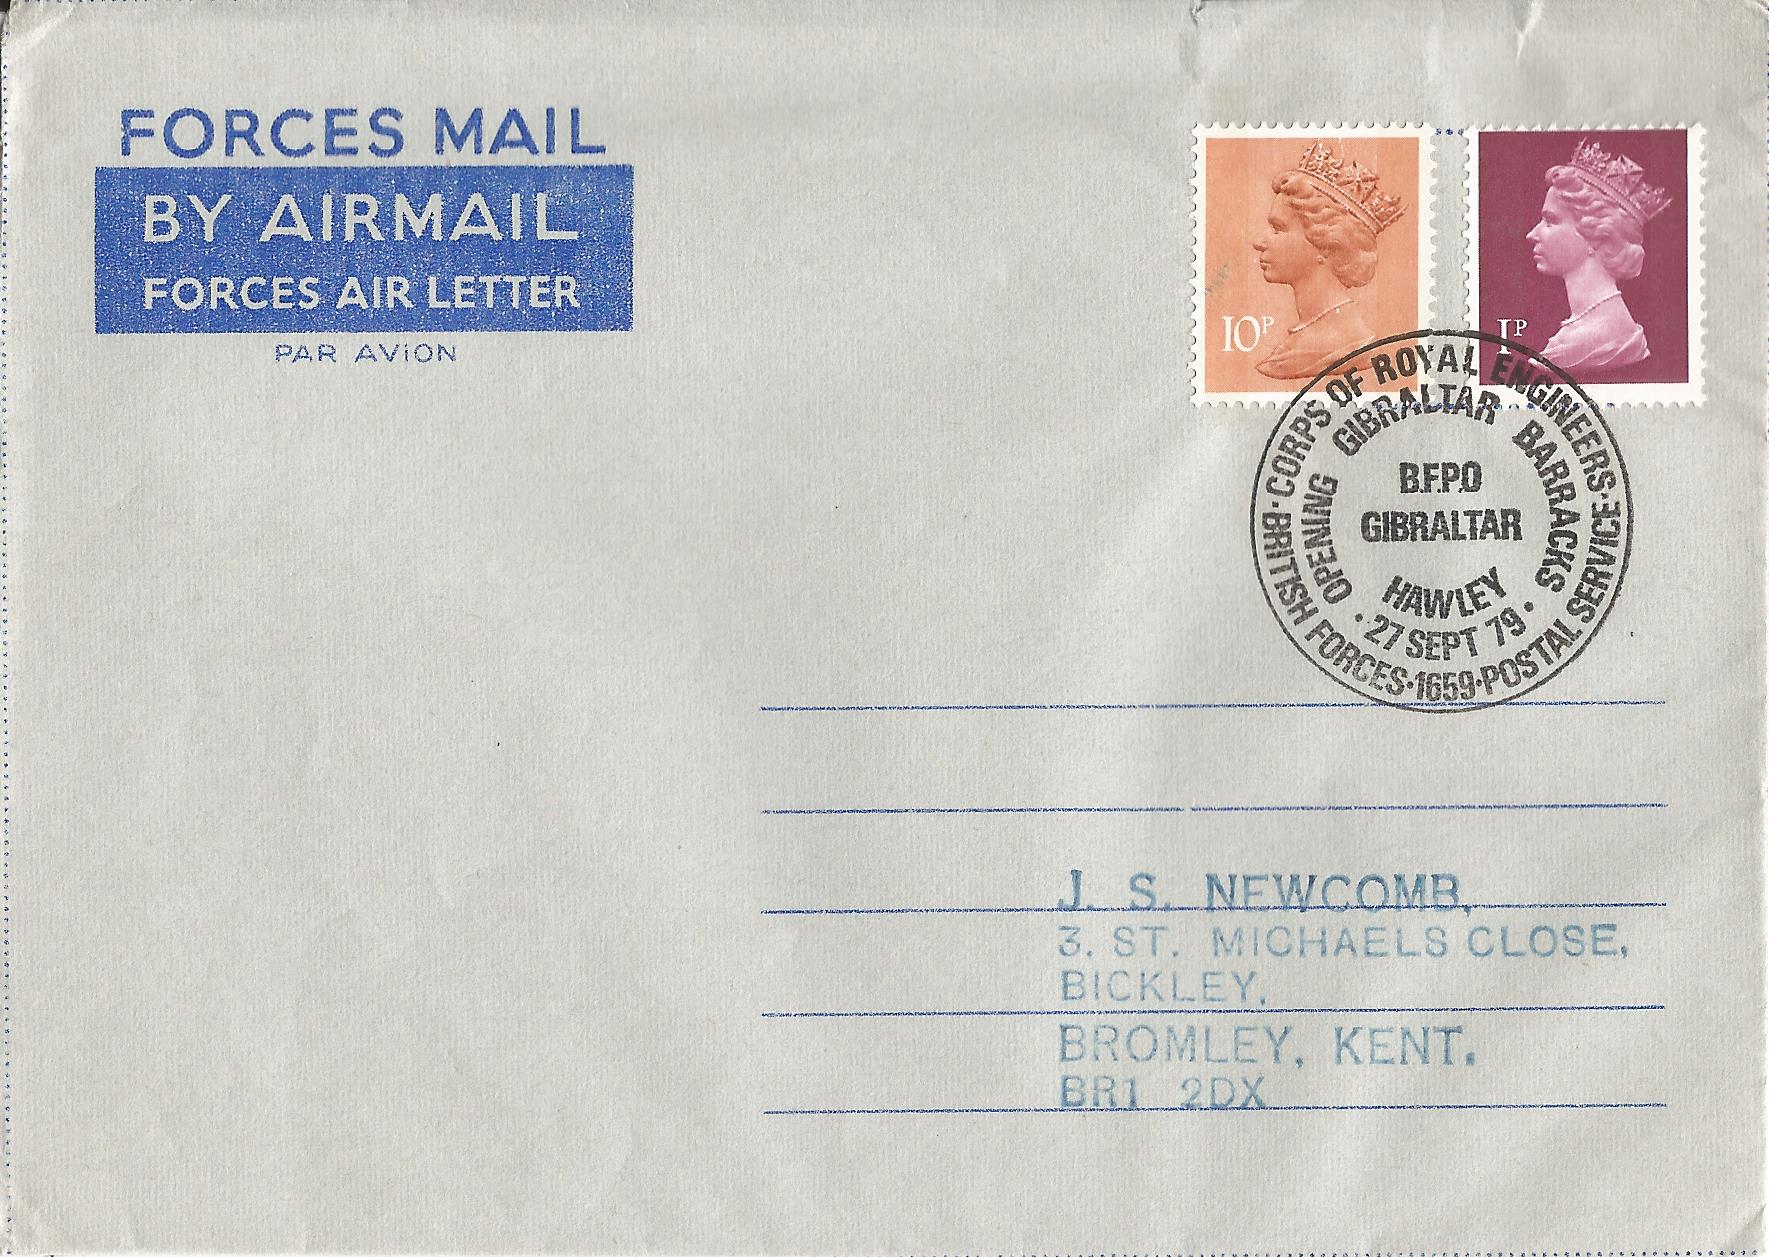 FORCES MAIL
BY AIRMAIL
FORCES AIR LETTER
PAR AVION
10P
1P
·CORPS OF ROYAL ENGINEERS·
OPENING GIBRALTAR BARRACKS
B.F.P.O
GIBRALTAR
HAWLEY
·27 SEPT 79·
BRITISH FORCES·1659·POSTAL SERVICE
J. S. NEWCOMB,
3. ST. MICHAELS CLOSE,
BICKLEY,
BROMLEY, KENT.
BR1 2DX